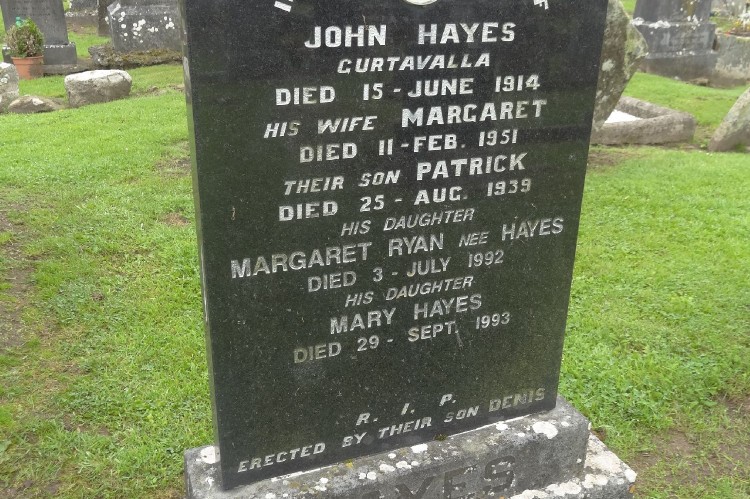 JOHN HAYES
GURTAVALLA
DIED 15-JUNE 1914
HIS WIFE MARGARET
DIED 11-FEB. 1951
THEIR SON PATRICK
DIED 25-AUG. 1939
HIS DAUGHTER
MARGARET RYAN NEE HAYES
DIED 3-JULY 1992
HIS DAUGHTER
MARY HAYES
DIED 29-SEPT. 1993
R. I. P.
ERECTED BY THEIR SON DENIS
HAYES